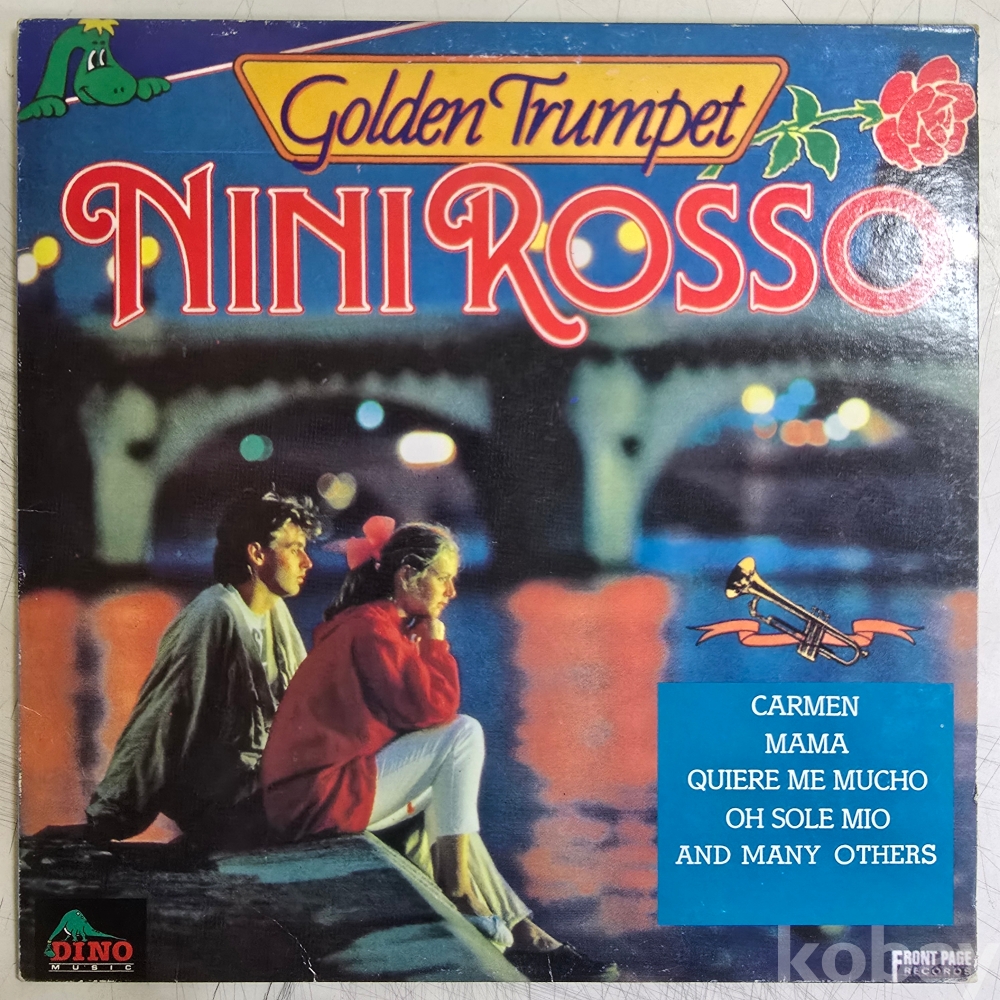 Golden Trumpet
NINI ROSSO
CARMEN
MAMA
QUIERE ME MUCHO
OH SOLE MIO
AND MANY OTHERS
DINO
MUSIC
FRONT PAGE
RECORDS
kobay